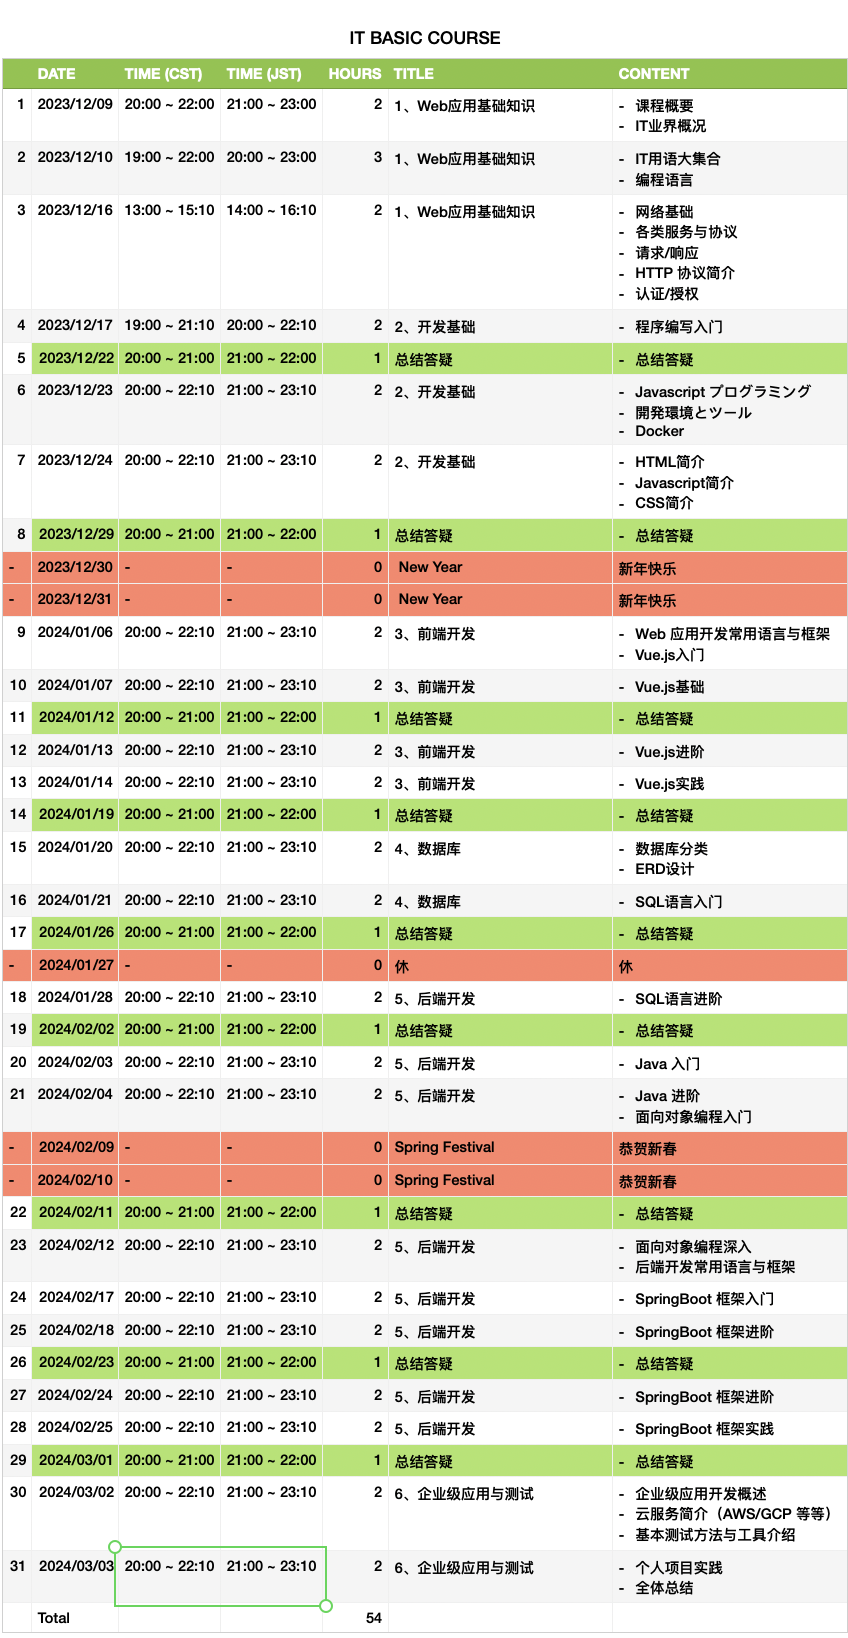 IT BASIC COURSE
DATE TIME (CST) TIME (JST) HOURS TITLE CONTENT
1 2023/12/09 20:00 ~ 22:00 21:00 ~ 23:00 2 1、Web应用基础知识 - 课程概要
- IT业界概况
2 2023/12/10 19:00 ~ 22:00 20:00 ~ 23:00 3 1、Web应用基础知识 - IT用语大集合
- 编程语言
3 2023/12/16 13:00 ~ 15:10 14:00 ~ 16:10 2 1、Web应用基础知识 - 网络基础
- 各类服务与协议
- 请求/响应
- HTTP 协议简介
- 认证/授权
4 2023/12/17 19:00 ~ 21:10 20:00 ~ 22:10 2 2、开发基础 - 程序编写入门
5 2023/12/22 20:00 ~ 21:00 21:00 ~ 22:00 1 总结答疑 - 总结答疑
6 2023/12/23 20:00 ~ 22:10 21:00 ~ 23:10 2 2、开发基础 - Javascript プログラミング
- 開発環境とツール
- Docker
7 2023/12/24 20:00 ~ 22:10 21:00 ~ 23:10 2 2、开发基础 - HTML简介
- Javascript简介
- CSS简介
8 2023/12/29 20:00 ~ 21:00 21:00 ~ 22:00 1 总结答疑 - 总结答疑
- 2023/12/30 - - 0 New Year 新年快乐
- 2023/12/31 - - 0 New Year 新年快乐
9 2024/01/06 20:00 ~ 22:10 21:00 ~ 23:10 2 3、前端开发 - Web 应用开发常用语言与框架
- Vue.js入门
10 2024/01/07 20:00 ~ 22:10 21:00 ~ 23:10 2 3、前端开发 - Vue.js基础
11 2024/01/12 20:00 ~ 21:00 21:00 ~ 22:00 1 总结答疑 - 总结答疑
12 2024/01/13 20:00 ~ 22:10 21:00 ~ 23:10 2 3、前端开发 - Vue.js进阶
13 2024/01/14 20:00 ~ 22:10 21:00 ~ 23:10 2 3、前端开发 - Vue.js实践
14 2024/01/19 20:00 ~ 21:00 21:00 ~ 22:00 1 总结答疑 - 总结答疑
15 2024/01/20 20:00 ~ 22:10 21:00 ~ 23:10 2 4、数据库 - 数据库分类
- ERD设计
16 2024/01/21 20:00 ~ 22:10 21:00 ~ 23:10 2 4、数据库 - SQL语言入门
17 2024/01/26 20:00 ~ 21:00 21:00 ~ 22:00 1 总结答疑 - 总结答疑
- 2024/01/27 - - 0 休 休
18 2024/01/28 20:00 ~ 22:10 21:00 ~ 23:10 2 5、后端开发 - SQL语言进阶
19 2024/02/02 20:00 ~ 21:00 21:00 ~ 22:00 1 总结答疑 - 总结答疑
20 2024/02/03 20:00 ~ 22:10 21:00 ~ 23:10 2 5、后端开发 - Java 入门
21 2024/02/04 20:00 ~ 22:10 21:00 ~ 23:10 2 5、后端开发 - Java 进阶
- 面向对象编程入门
- 2024/02/09 - - 0 Spring Festival 恭贺新春
- 2024/02/10 - - 0 Spring Festival 恭贺新春
22 2024/02/11 20:00 ~ 21:00 21:00 ~ 22:00 1 总结答疑 - 总结答疑
23 2024/02/12 20:00 ~ 22:10 21:00 ~ 23:10 2 5、后端开发 - 面向对象编程深入
- 后端开发常用语言与框架
24 2024/02/17 20:00 ~ 22:10 21:00 ~ 23:10 2 5、后端开发 - SpringBoot 框架入门
25 2024/02/18 20:00 ~ 22:10 21:00 ~ 23:10 2 5、后端开发 - SpringBoot 框架进阶
26 2024/02/23 20:00 ~ 21:00 21:00 ~ 22:00 1 总结答疑 - 总结答疑
27 2024/02/24 20:00 ~ 22:10 21:00 ~ 23:10 2 5、后端开发 - SpringBoot 框架进阶
28 2024/02/25 20:00 ~ 22:10 21:00 ~ 23:10 2 5、后端开发 - SpringBoot 框架实践
29 2024/03/01 20:00 ~ 21:00 21:00 ~ 22:00 1 总结答疑 - 总结答疑
30 2024/03/02 20:00 ~ 22:10 21:00 ~ 23:10 2 6、企业级应用与测试 - 企业级应用开发概述
- 云服务简介（AWS/GCP 等等）
- 基本测试方法与工具介绍
31 2024/03/03 20:00 ~ 22:10 21:00 ~ 23:10 2 6、企业级应用与测试 - 个人项目实践
- 全体总结
Total 54